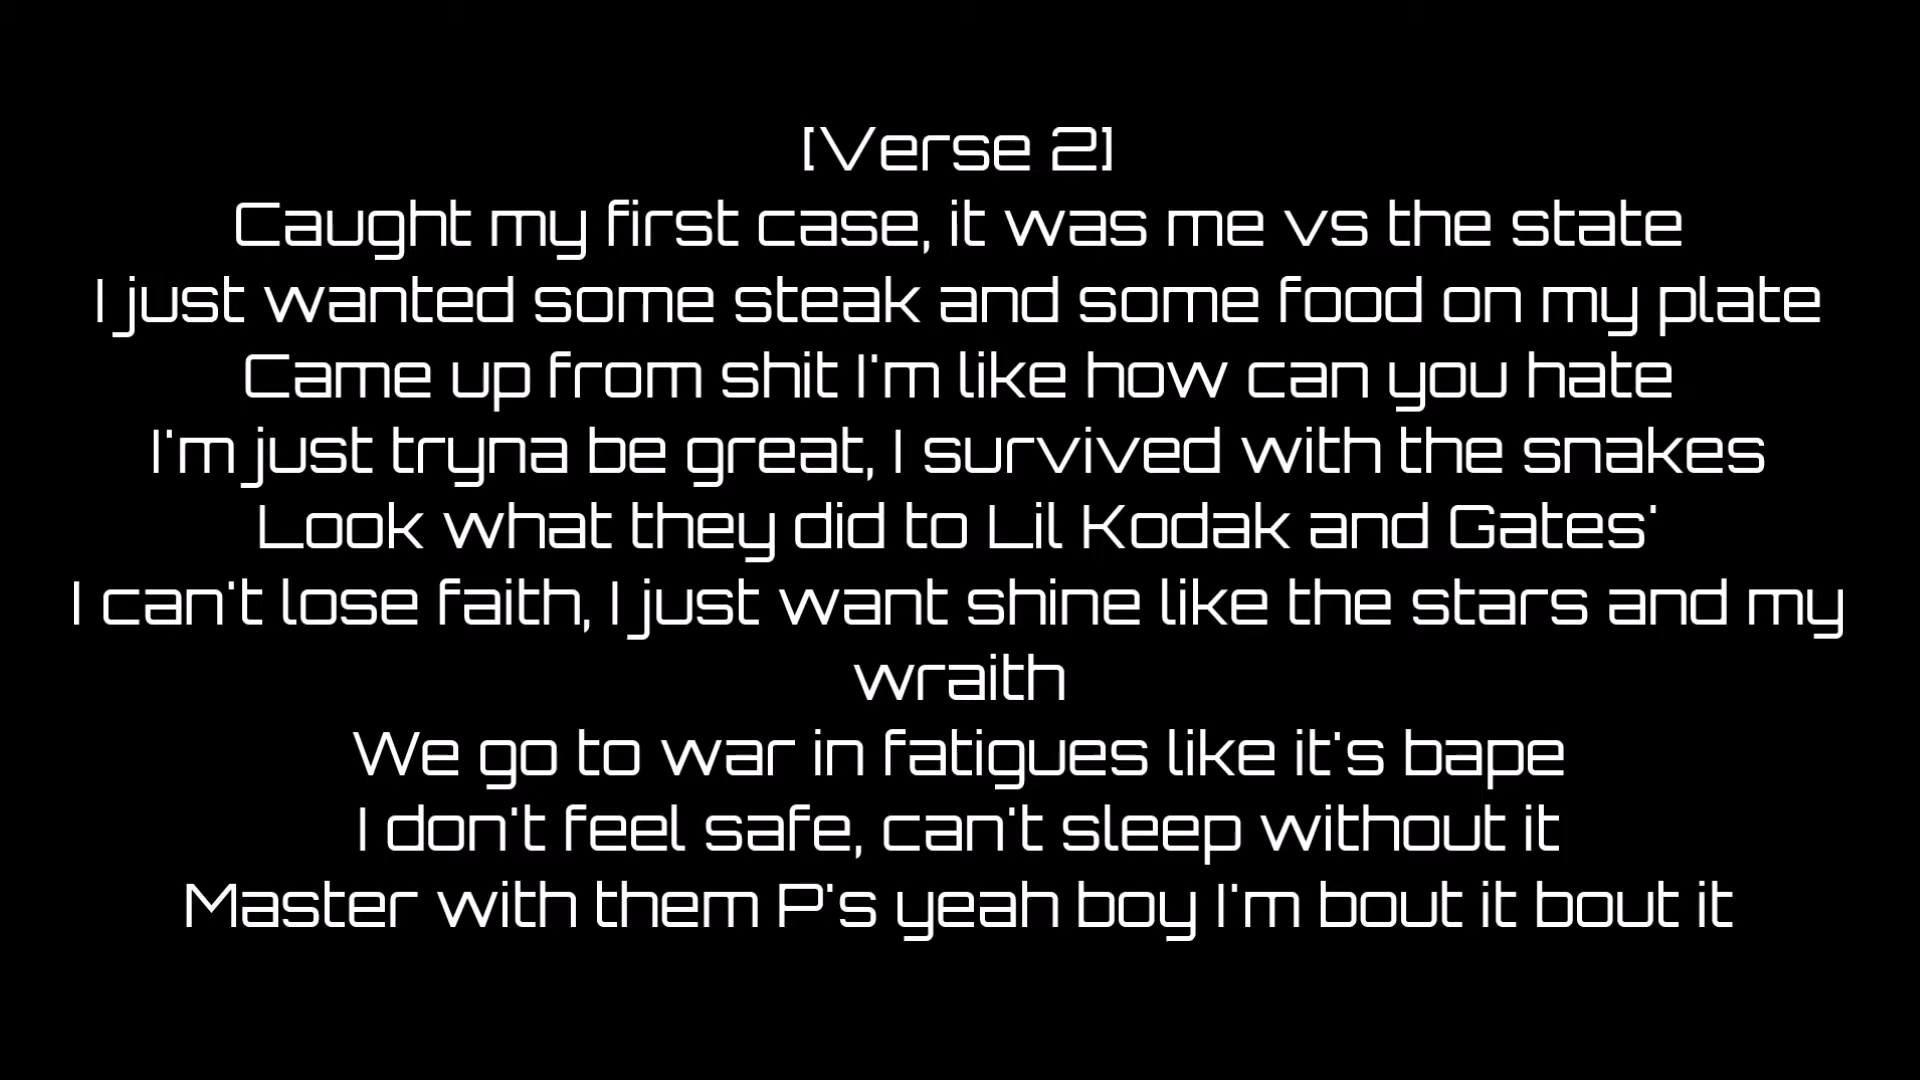 [Verse 2]
Caught my first case, it was me vs the state
I just wanted some steak and some food on my plate
Came up from shit I'm like how can you hate
I'm just tryna be great, I survived with the snakes
Look what they did to Lil Kodak and Gates'
I can't lose faith, I just want shine like the stars and my
wraith
We go to war in fatigues like it's bape
I don't feel safe, can't sleep without it
Master with them P's yeah boy I'm bout it bout it